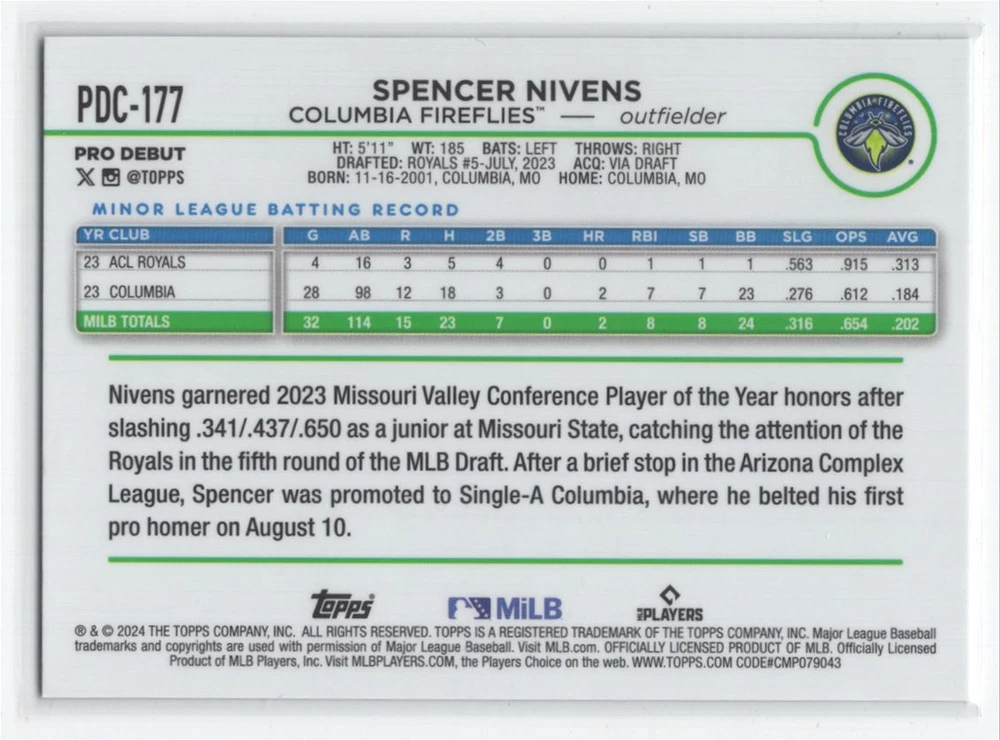 PDC-177
SPENCER NIVENS
COLUMBIA FIREFLIES™ — outfielder
COLUMBIA FIREFLIES
PRO DEBUT
@TOPPS
HT: 5'11" WT: 185 BATS: LEFT THROWS: RIGHT
DRAFTED: ROYALS #5-JULY, 2023 ACQ: VIA DRAFT
BORN: 11-16-2001, COLUMBIA, MO HOME: COLUMBIA, MO
MINOR LEAGUE BATTING RECORD
YR CLUB G AB R H 2B 3B HR RBI SB BB SLG OPS AVG
23 ACL ROYALS 4 16 3 5 4 0 0 1 1 1 .563 .915 .313
23 COLUMBIA 28 98 12 18 3 0 2 7 7 23 .276 .612 .184
MILB TOTALS 32 114 15 23 7 0 2 8 8 24 .316 .654 .202
Nivens garnered 2023 Missouri Valley Conference Player of the Year honors after
slashing .341/.437/.650 as a junior at Missouri State, catching the attention of the
Royals in the fifth round of the MLB Draft. After a brief stop in the Arizona Complex
League, Spencer was promoted to Single-A Columbia, where he belted his first
pro homer on August 10.
Topps MiLB MLB PLAYERS
® & © 2024 THE TOPPS COMPANY, INC. ALL RIGHTS RESERVED. TOPPS IS A REGISTERED TRADEMARK OF THE TOPPS COMPANY, INC. Major League Baseball
trademarks and copyrights are used with permission of Major League Baseball. Visit MLB.com. OFFICIALLY LICENSED PRODUCT OF MLB. Officially Licensed
Product of MLB Players, Inc. Visit MLBPLAYERS.COM, the Players Choice on the web. WWW.TOPPS.COM CODE#CMP079043